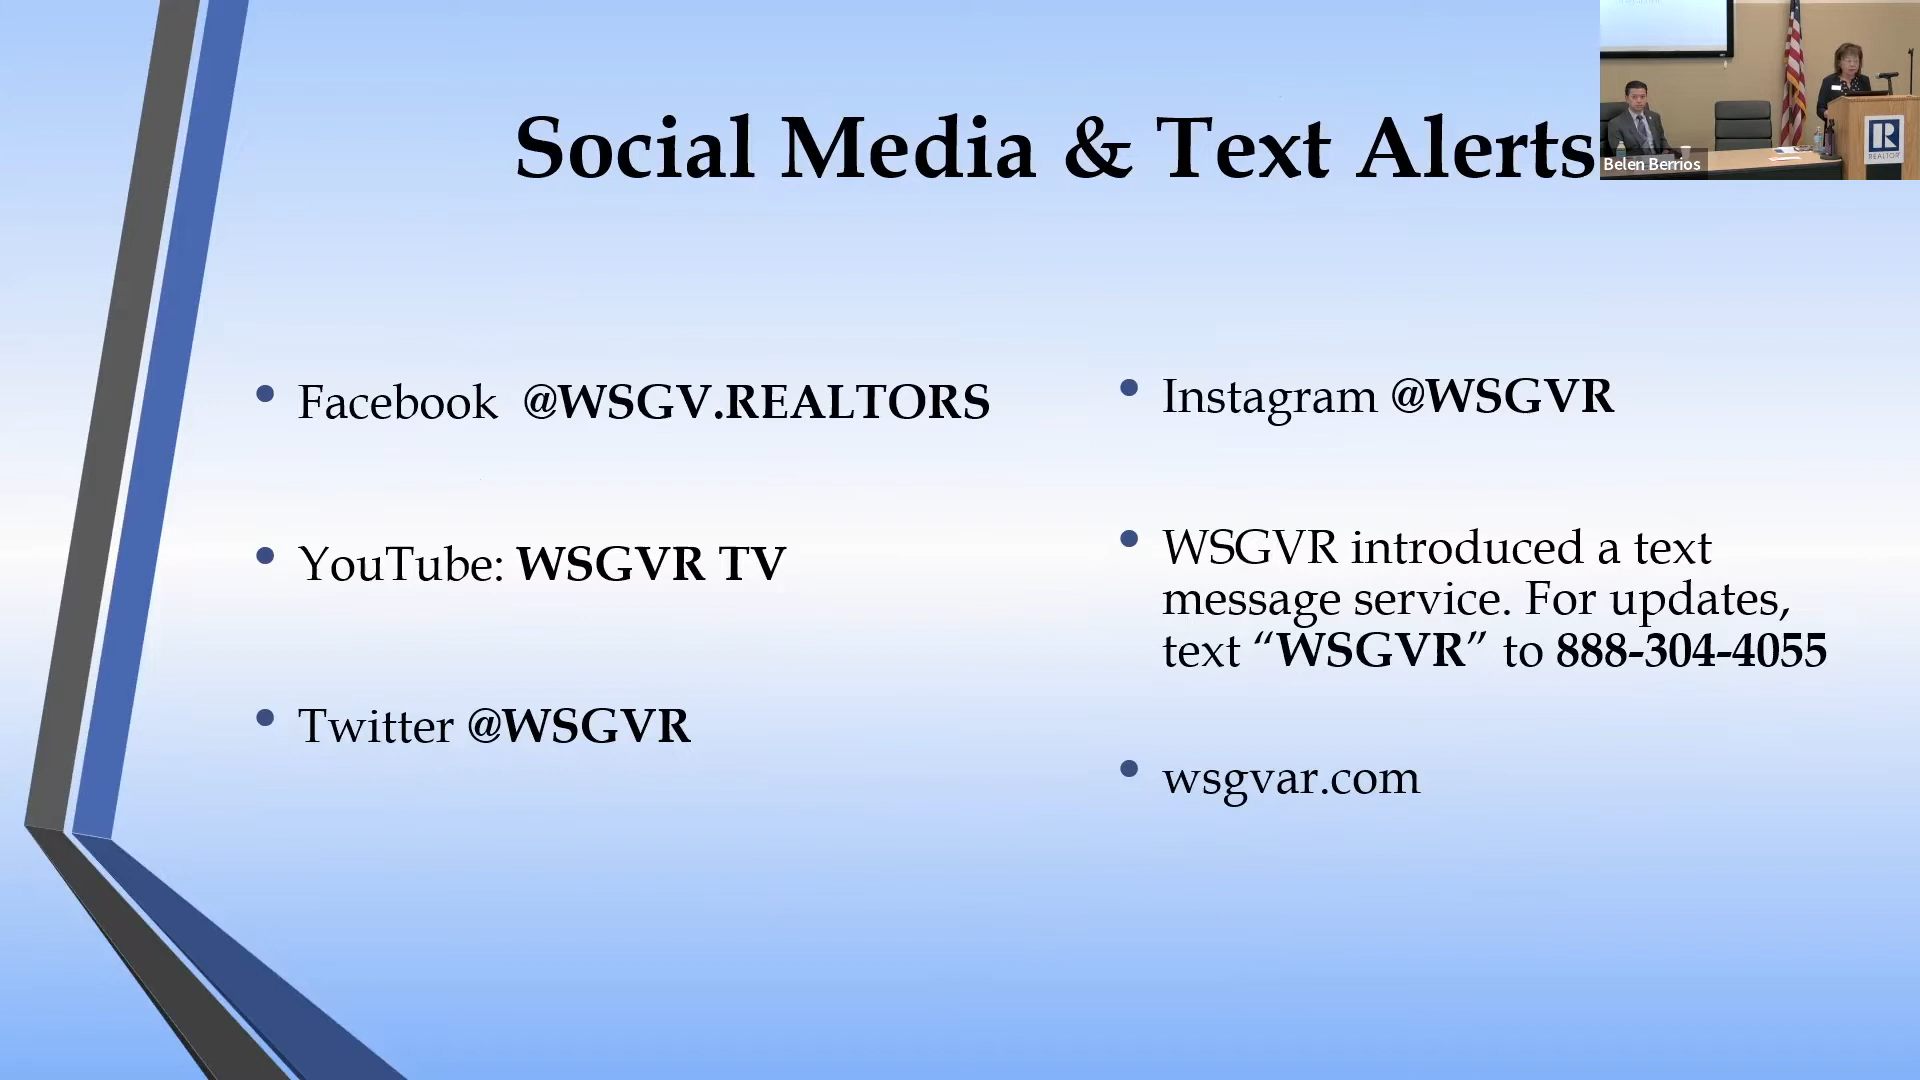 Social Media & Text Alerts
Belen Berrios
REALTOR
• Facebook  @WSGV.REALTORS
• YouTube: WSGVR TV
• Twitter @WSGVR
• Instagram @WSGVR
• WSGVR introduced a text
message service. For updates,
text “WSGVR” to 888-304-4055
• wsgvar.com